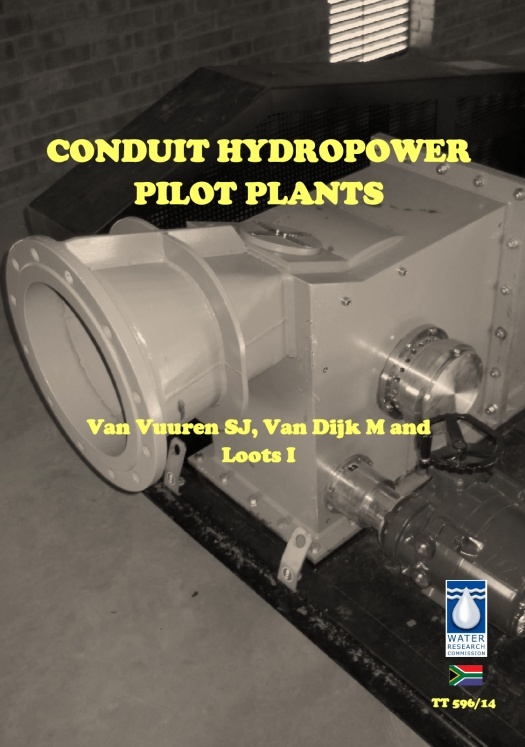 CONDUIT HYDROPOWER
PILOT PLANTS
Van Vuuren SJ, Van Dijk M and
Loots I
WATER
RESEARCH
COMMISSION
TT 596/14